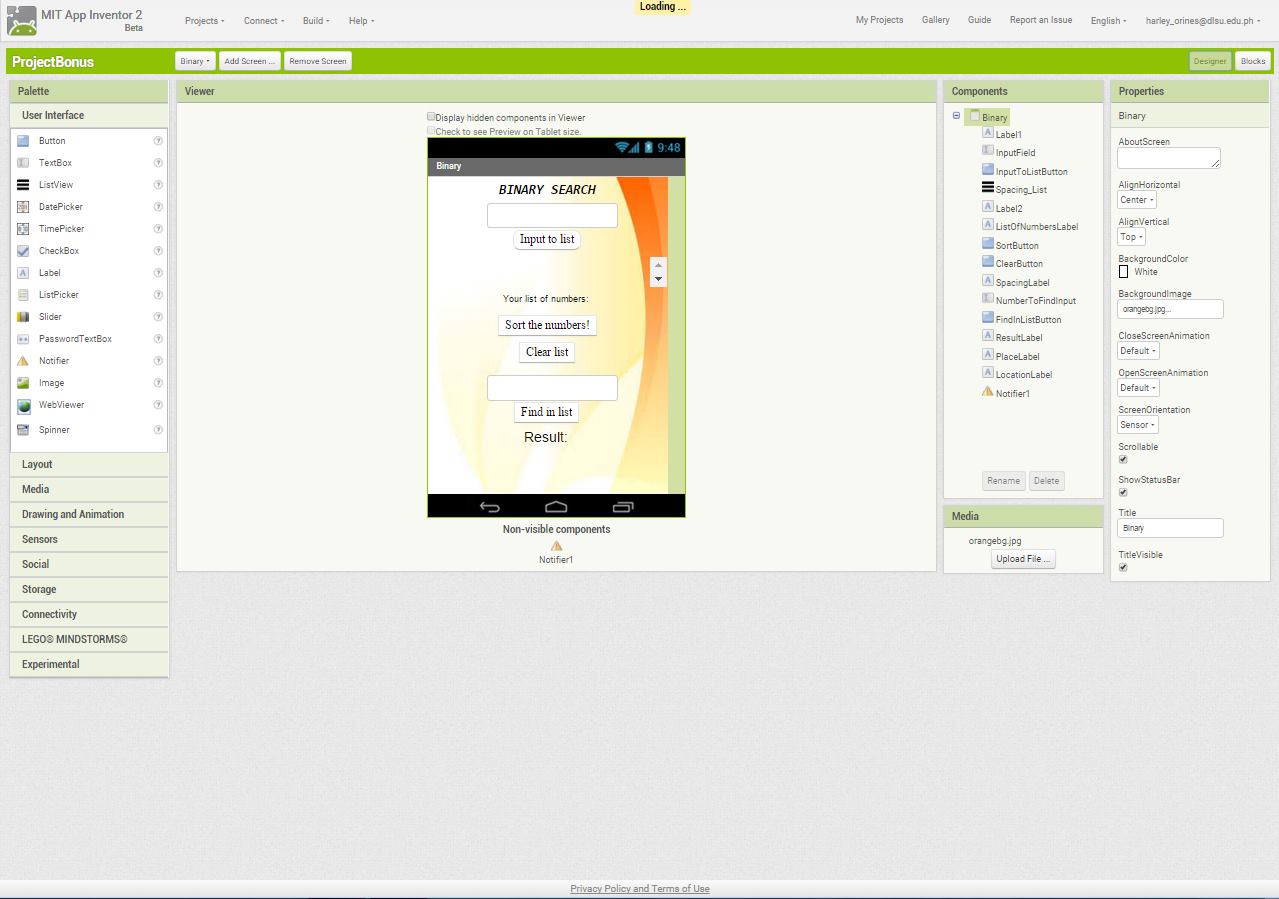 Loading ...
MIT App Inventor 2
Beta
Projects Connect Build Help
My Projects Gallery Guide Report an Issue English harley_orines@dlsu.edu.ph
ProjectBonus
Binary Add Screen ... Remove Screen
Designer Blocks
Palette
User Interface
Button
TextBox
ListView
DatePicker
TimePicker
CheckBox
Label
ListPicker
Slider
PasswordTextBox
Notifier
Image
WebViewer
Spinner
Layout
Media
Drawing and Animation
Sensors
Social
Storage
Connectivity
LEGO® MINDSTORMS®
Experimental
Viewer
Display hidden components in Viewer
Check to see Preview on Tablet size.
9:48
Binary
BINARY SEARCH
Input to list
Your list of numbers:
Sort the numbers!
Clear list
Find in list
Result:
Non-visible components
Notifier1
Components
Binary
Label1
InputField
InputToListButton
Spacing_List
Label2
ListOfNumbersLabel
SortButton
ClearButton
SpacingLabel
NumberToFindInput
FindInListButton
ResultLabel
PlaceLabel
LocationLabel
Notifier1
Rename Delete
Media
orangebg.jpg
Upload File ...
Properties
Binary
AboutScreen
AlignHorizontal
Center
AlignVertical
Top
BackgroundColor
White
BackgroundImage
orangebg.jpg...
CloseScreenAnimation
Default
OpenScreenAnimation
Default
ScreenOrientation
Sensor
Scrollable
ShowStatusBar
Title
Binary
TitleVisible
Privacy Policy and Terms of Use